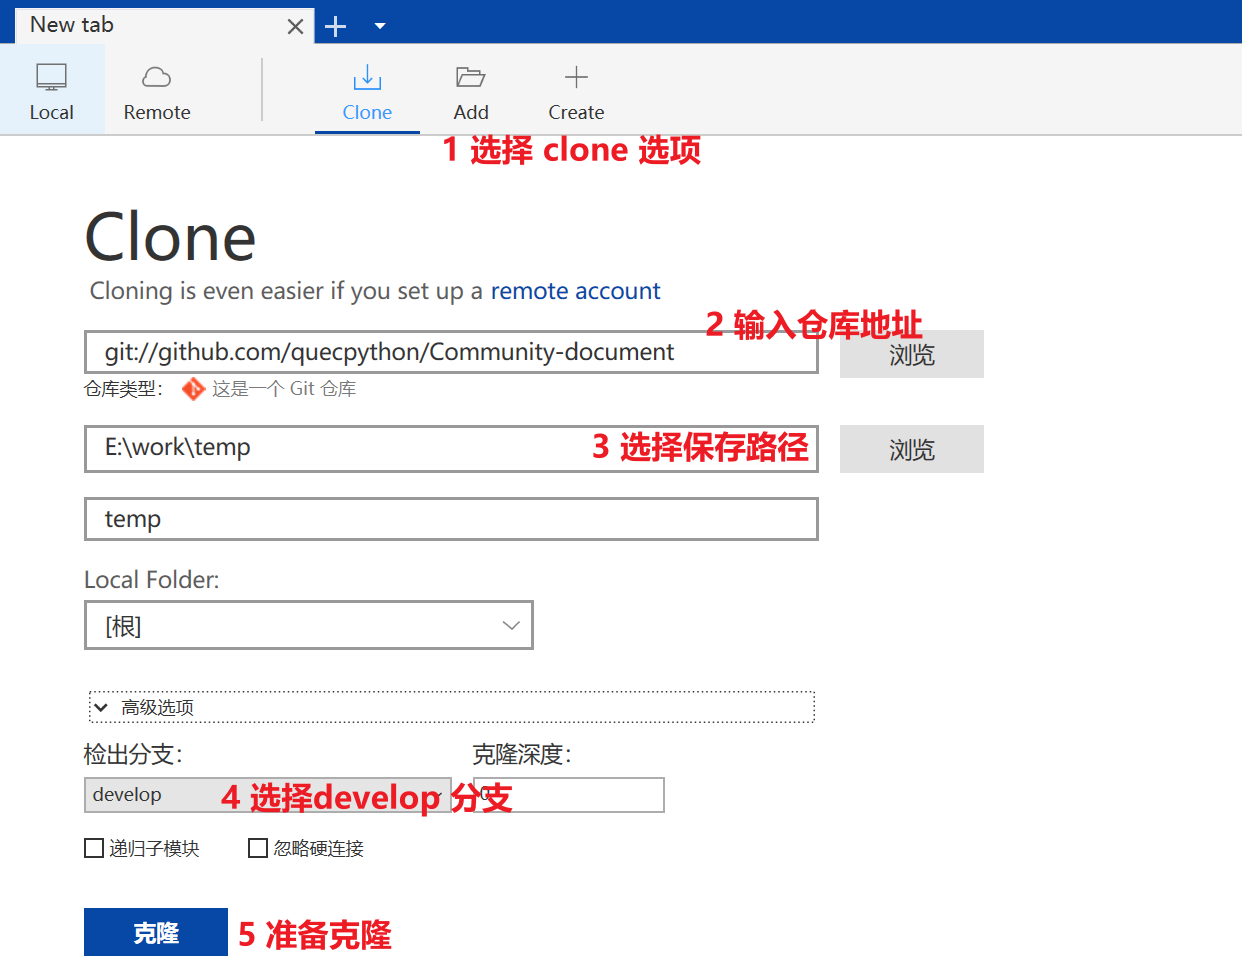 New tab
Local
Remote
Clone
Add
Create
1 选择 clone 选项
Clone
Cloning is even easier if you set up a remote account
2 输入仓库地址
git://github.com/quecpython/Community-document
浏览
仓库类型:
这是一个 Git 仓库
E:\work\temp
3 选择保存路径
浏览
temp
Local Folder:
[根]
高级选项
检出分支:
克隆深度:
develop
4 选择develop 分支
0
递归子模块
忽略硬连接
克隆
5 准备克隆